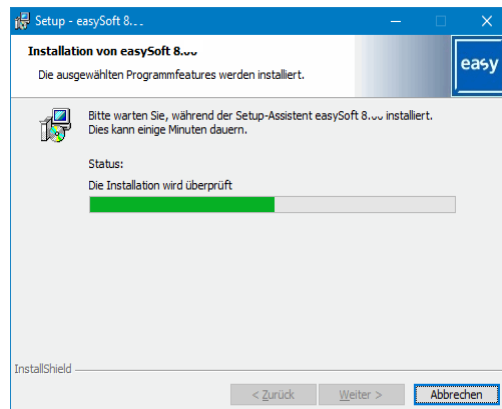 Setup - easySoft 8...
Installation von easySoft 8.
easy
Die ausgewählten Programmfeatures werden installiert.
Bitte warten Sie, während der Setup-Assistent easySoft 8. installiert.
Dies kann einige Minuten dauern.
Status:
Die Installation wird überprüft
InstallShield
< Zurück
Weiter >
Abbrechen